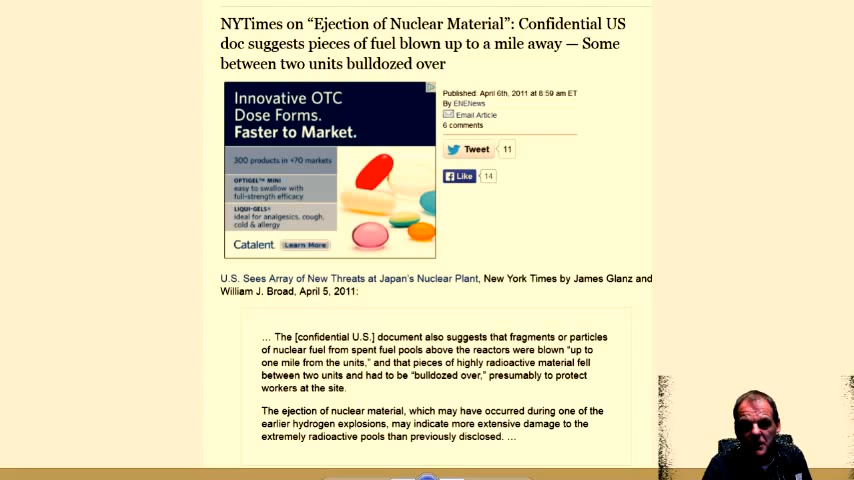 NYTimes on “Ejection of Nuclear Material”: Confidential US
doc suggests pieces of fuel blown up to a mile away — Some
between two units bulldozed over
Innovative OTC
Dose Forms.
Faster to Market.
300 products in +70 markets
OPTIGEL™ MINI
easy to swallow with
full-strength efficacy
LIQUI-GELS®
ideal for analgesics, cough,
cold & allergy
Catalent
Learn More
Published: April 6th, 2011 at 8:59 am ET
By ENENews
Email Article
6 comments
Tweet 11
Like 14
U.S. Sees Array of New Threats at Japan's Nuclear Plant, New York Times by James Glanz and
William J. Broad, April 5, 2011:
… The [confidential U.S.] document also suggests that fragments or particles
of nuclear fuel from spent fuel pools above the reactors were blown “up to
one mile from the units,” and that pieces of highly radioactive material fell
between two units and had to be “bulldozed over,” presumably to protect
workers at the site.
The ejection of nuclear material, which may have occurred during one of the
earlier hydrogen explosions, may indicate more extensive damage to the
extremely radioactive pools than previously disclosed. …